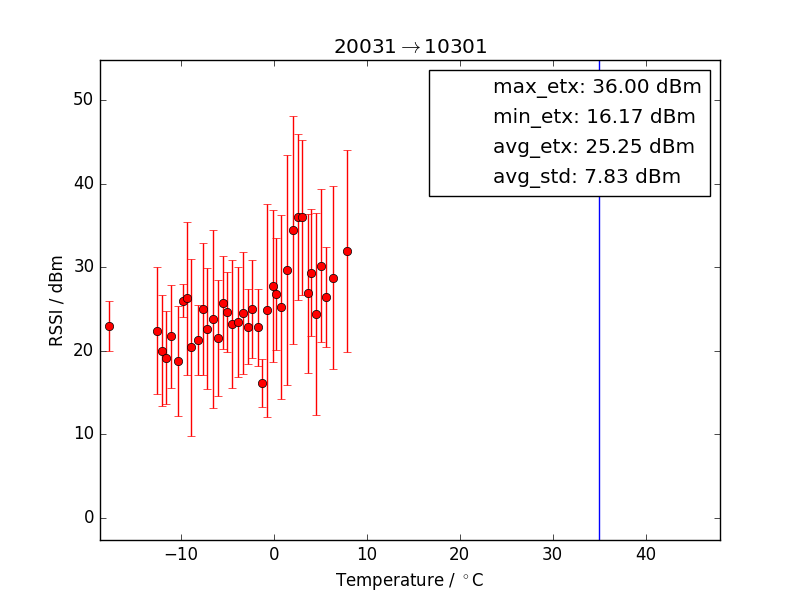 20031→10301
max_etx: 36.00 dBm
min_etx: 16.17 dBm
avg_etx: 25.25 dBm
avg_std: 7.83 dBm
50
40
30
20
10
0
RSSI / dBm
−10 0 10 20 30 40
Temperature / °C